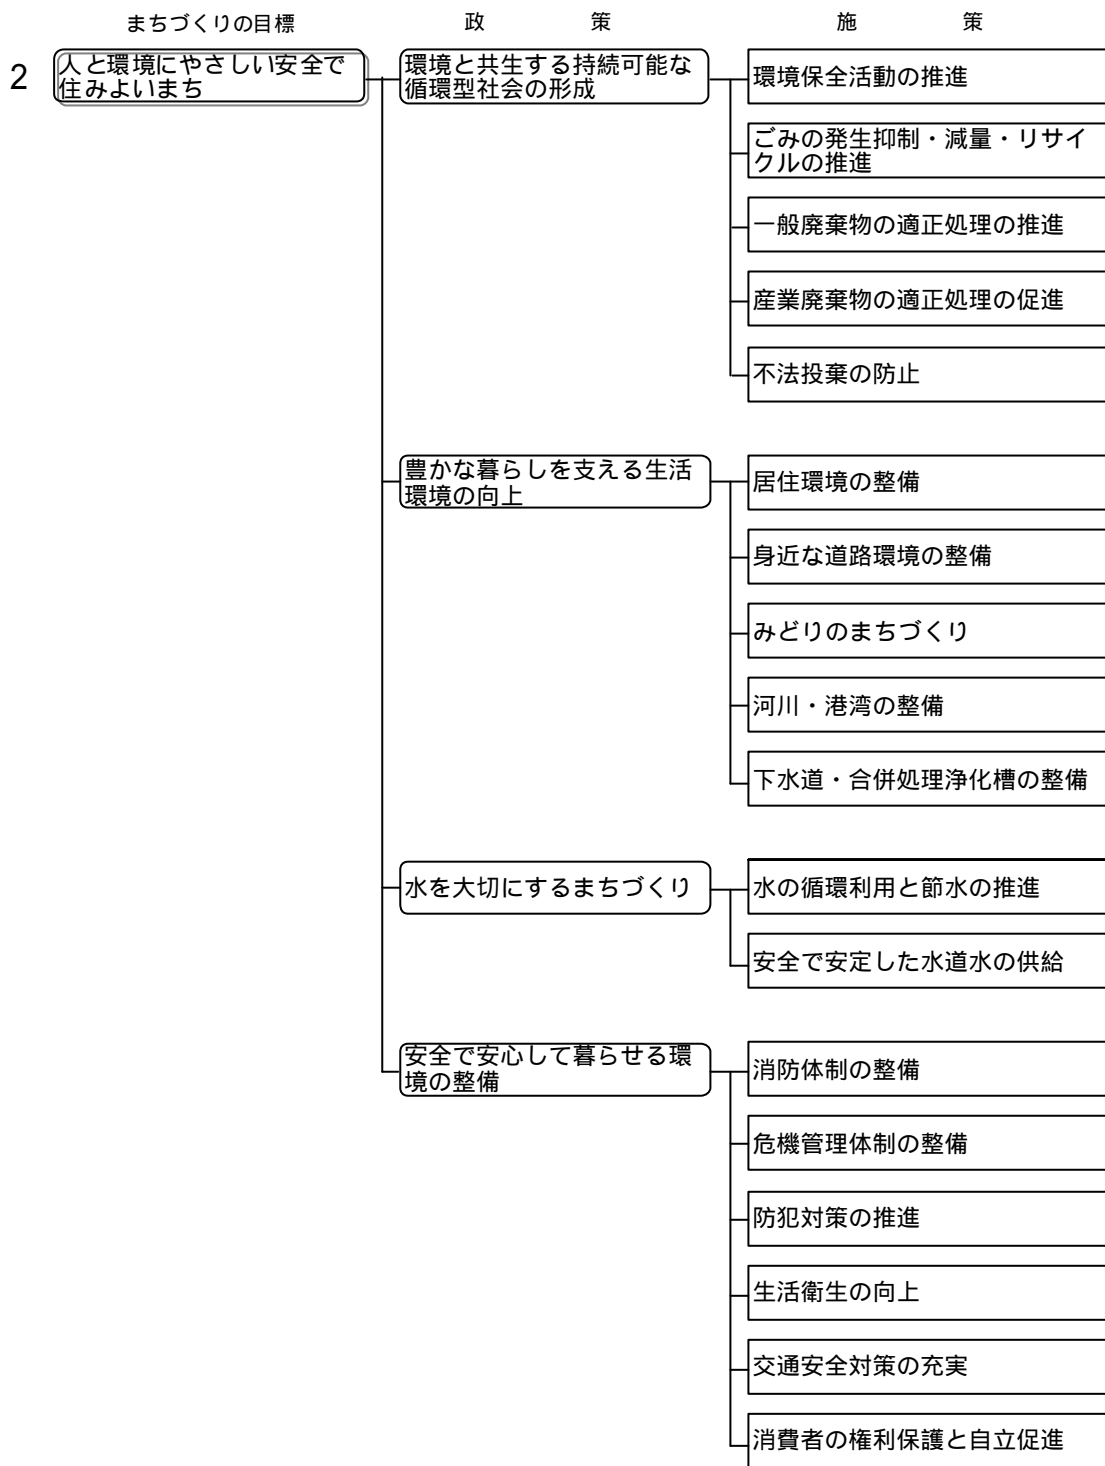 まちづくりの目標
政　　　　策
施　　　　策
2
人と環境にやさしい安全で
住みよいまち
環境と共生する持続可能な
循環型社会の形成
環境保全活動の推進
ごみの発生抑制・減量・リサイ
クルの推進
一般廃棄物の適正処理の推進
産業廃棄物の適正処理の促進
不法投棄の防止
豊かな暮らしを支える生活
環境の向上
居住環境の整備
身近な道路環境の整備
みどりのまちづくり
河川・港湾の整備
下水道・合併処理浄化槽の整備
水を大切にするまちづくり
水の循環利用と節水の推進
安全で安定した水道水の供給
安全で安心して暮らせる環
境の整備
消防体制の整備
危機管理体制の整備
防犯対策の推進
生活衛生の向上
交通安全対策の充実
消費者の権利保護と自立促進